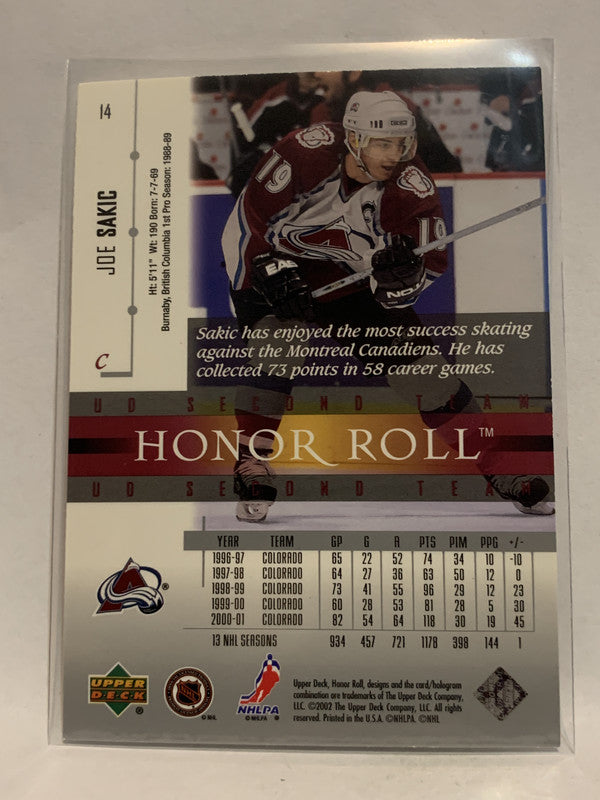 14
JOE SAKIC
Ht: 5'11" Wt: 190 Born: 7-7-69
Burnaby, British Columbia 1st Pro Season: 1988-89
C
19
19
Sakic has enjoyed the most success skating
against the Montreal Canadiens. He has
collected 73 points in 58 career games.
UD SECOND TEAM
HONOR ROLL™
UD SECOND TEAM
YEAR TEAM GP G A PTS PIM PPG +/-
1996-97 COLORADO 65 22 52 74 34 10 -10
1997-98 COLORADO 64 27 36 63 50 12 0
1998-99 COLORADO 73 41 55 96 29 12 23
1999-00 COLORADO 60 28 53 81 28 5 30
2000-01 COLORADO 82 54 64 118 30 19 45
13 NHL SEASONS 934 457 721 1178 398 144 1
UPPER
DECK
®
©NHL
NHLPA
©NHLPA
Upper Deck, Honor Roll, designs and the card/hologram
combination are trademarks of The Upper Deck Company,
LLC. ©2002 The Upper Deck Company, LLC. All rights
reserved. Printed in the U.S.A. ©NHLPA. ©NHL